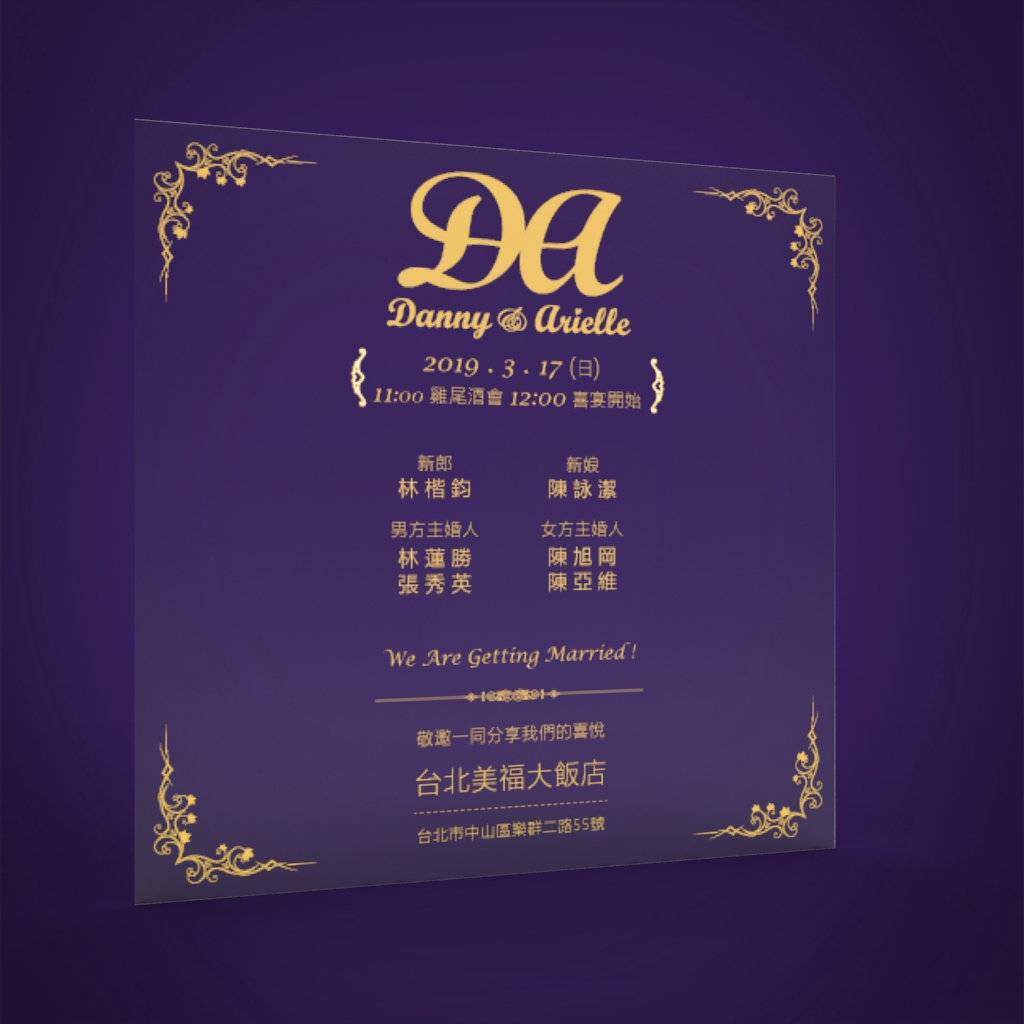 DA
Danny & Arielle
2019 . 3 . 17 (日)
11:00 雞尾酒會 12:00 喜宴開始
新郎 新娘
林楷鈞 陳詠潔
男方主婚人 女方主婚人
林蓮勝 陳旭岡
張秀英 陳亞維
We Are Getting Married!
敬邀一同分享我們的喜悅
台北美福大飯店
台北市中山區樂群二路55號